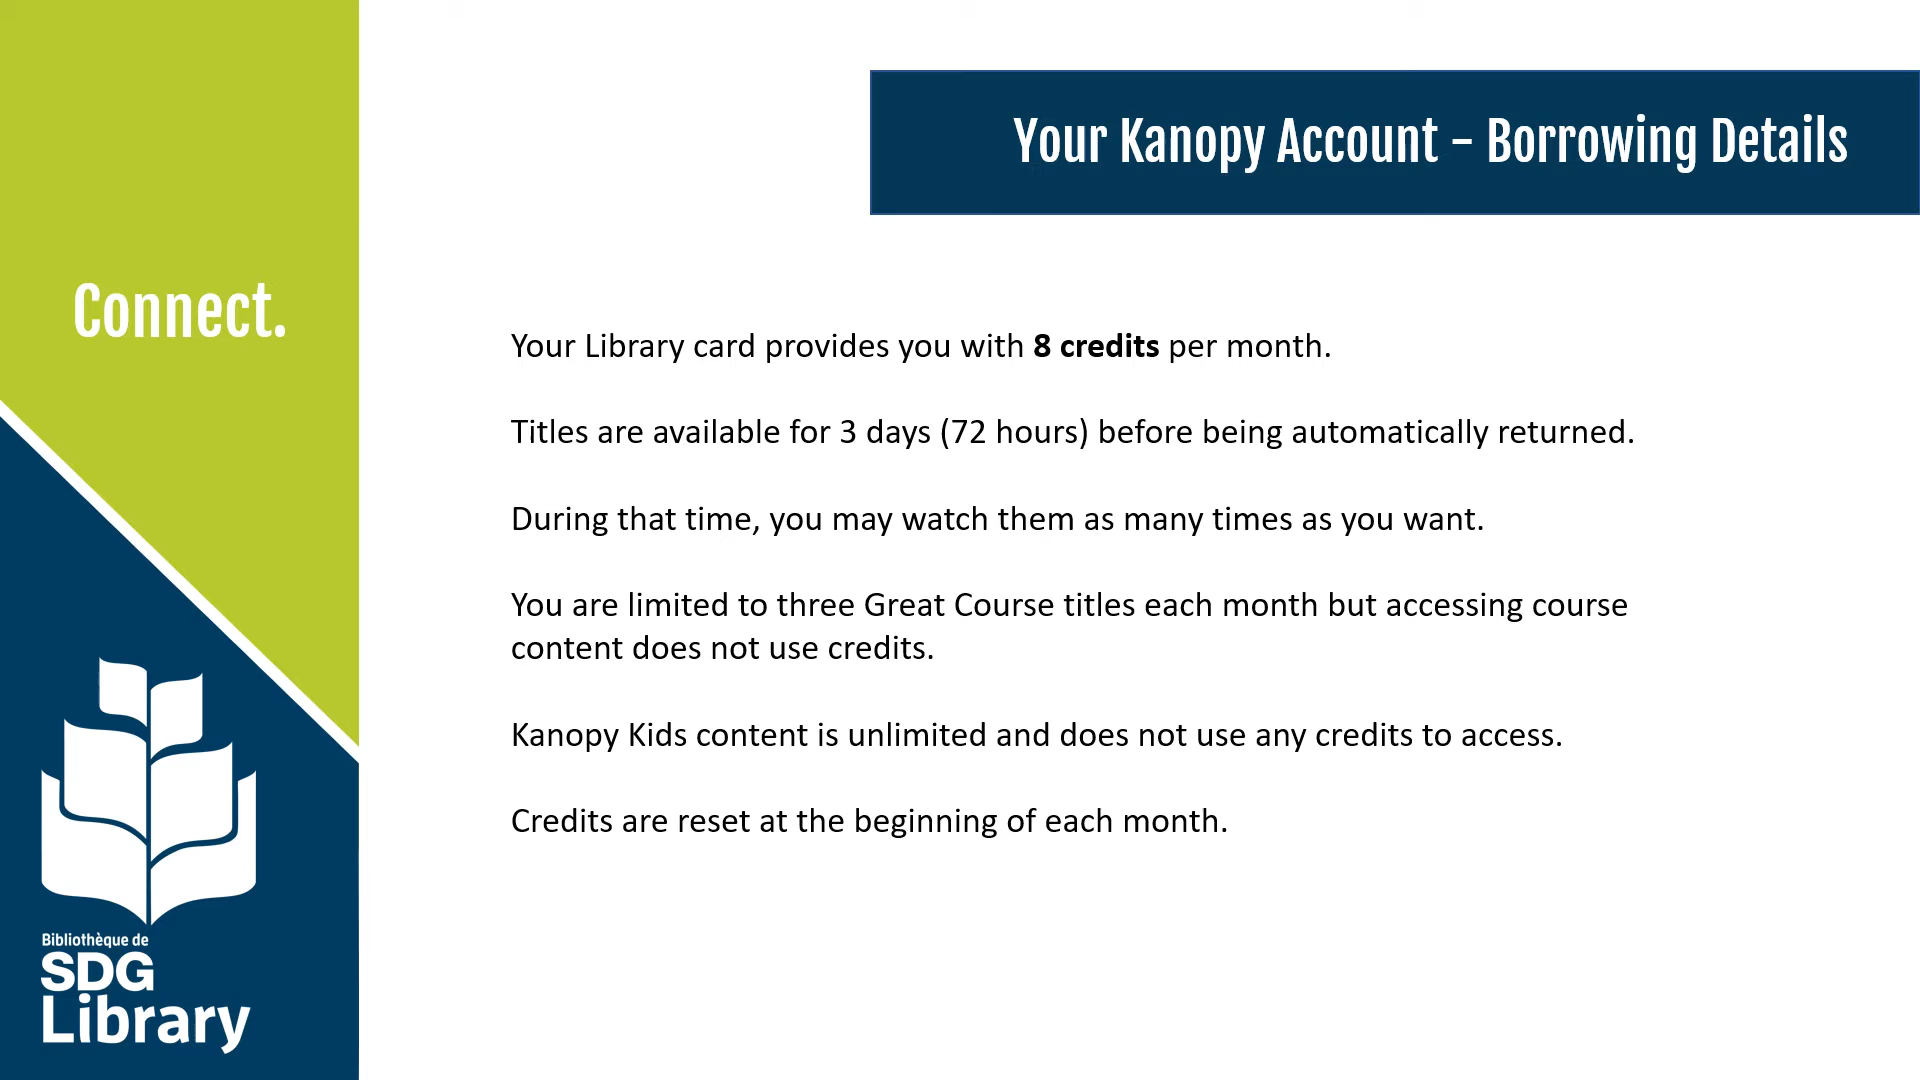 Your Kanopy Account - Borrowing Details
Connect.
Your Library card provides you with 8 credits per month.
Titles are available for 3 days (72 hours) before being automatically returned.
During that time, you may watch them as many times as you want.
You are limited to three Great Course titles each month but accessing course
content does not use credits.
Kanopy Kids content is unlimited and does not use any credits to access.
Credits are reset at the beginning of each month.
Bibliothèque de
SDG
Library